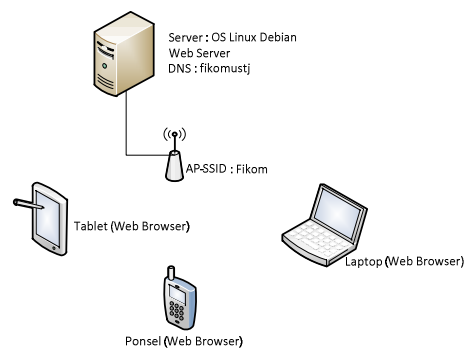 Server : OS Linux Debian
Web Server
DNS : fikomustj
AP-SSID : Fikom
Tablet (Web Browser)
Laptop (Web Browser)
Ponsel (Web Browser)